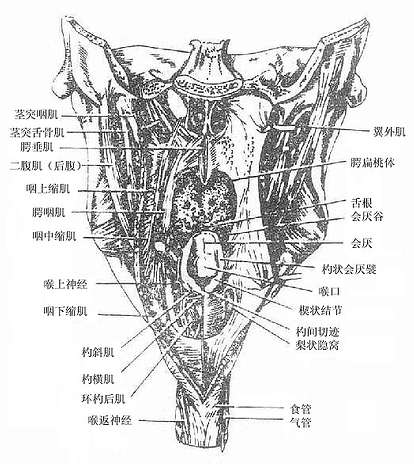 茎突咽肌
茎突舌骨肌
腭垂肌
二腹肌（后腹）
咽上缩肌
腭咽肌
咽中缩肌
喉上神经
咽下缩肌
杓斜肌
杓横肌
环杓后肌
喉返神经
翼外肌
腭扁桃体
舌根
会厌谷
会厌
杓状会厌襞
喉口
楔状结节
杓间切迹
梨状隐窝
食管
气管